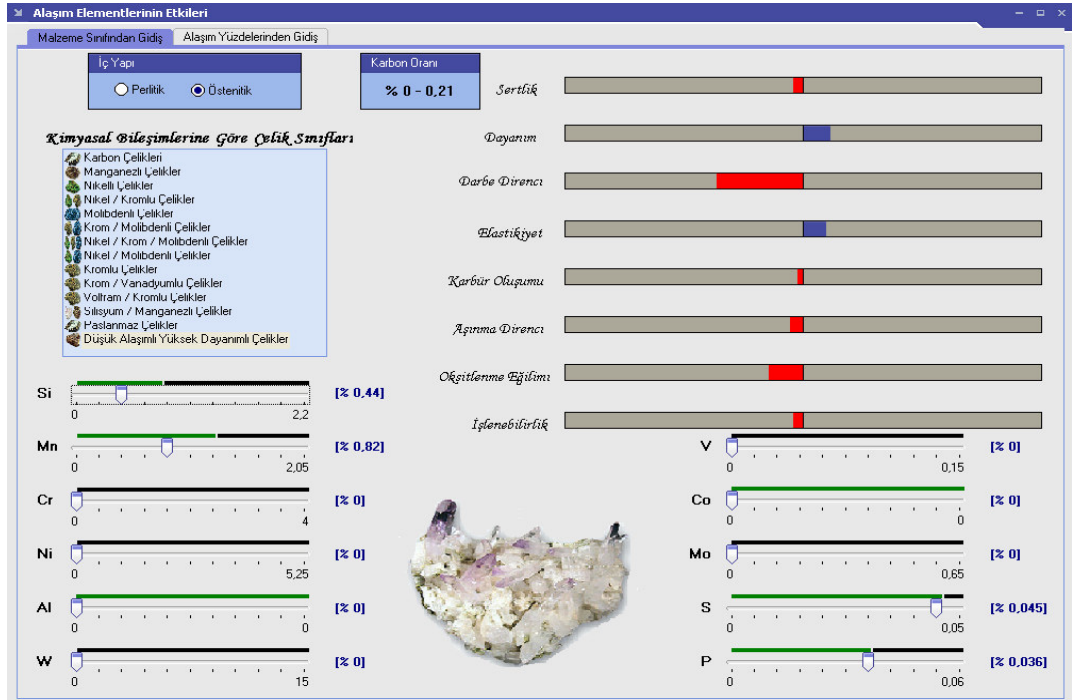 Alaşım Elementlerinin Etkileri
Malzeme Sınıfından Gidiş Alaşım Yüzdelerinden Gidiş
İç Yapı
Perlitik Östenitik
Karbon Oranı
% 0 - 0,21
Kimyasal Bileşimlerine Göre Çelik Sınıfları
Karbon Çelikleri
Manganezli Çelikler
Nikelli Çelikler
Nikel / Kromlu Çelikler
Molibdenli Çelikler
Krom / Molibdenli Çelikler
Nikel / Krom / Molibdenli Çelikler
Nikel / Molibdenli Çelikler
Kromlu Çelikler
Krom / Vanadyumlu Çelikler
Volfram / Kromlu Çelikler
Silisyum / Manganezli Çelikler
Paslanmaz Çelikler
Düşük Alaşımlı Yüksek Dayanımlı Çelikler
Sertlik
Dayanım
Darbe Direnci
Elastikiyet
Karbür Oluşumu
Aşınma Direnci
Oksitlenme Eğilimi
İşlenebilirlik
Si [% 0,44]
0 2,2
Mn [% 0,82]
0 2,05
Cr [% 0]
0 4
Ni [% 0]
0 5,25
Al [% 0]
0 0
W [% 0]
0 15
V [% 0]
0 0,15
Co [% 0]
0 0
Mo [% 0]
0 0,65
S [% 0,045]
0 0,05
P [% 0,036]
0 0,06